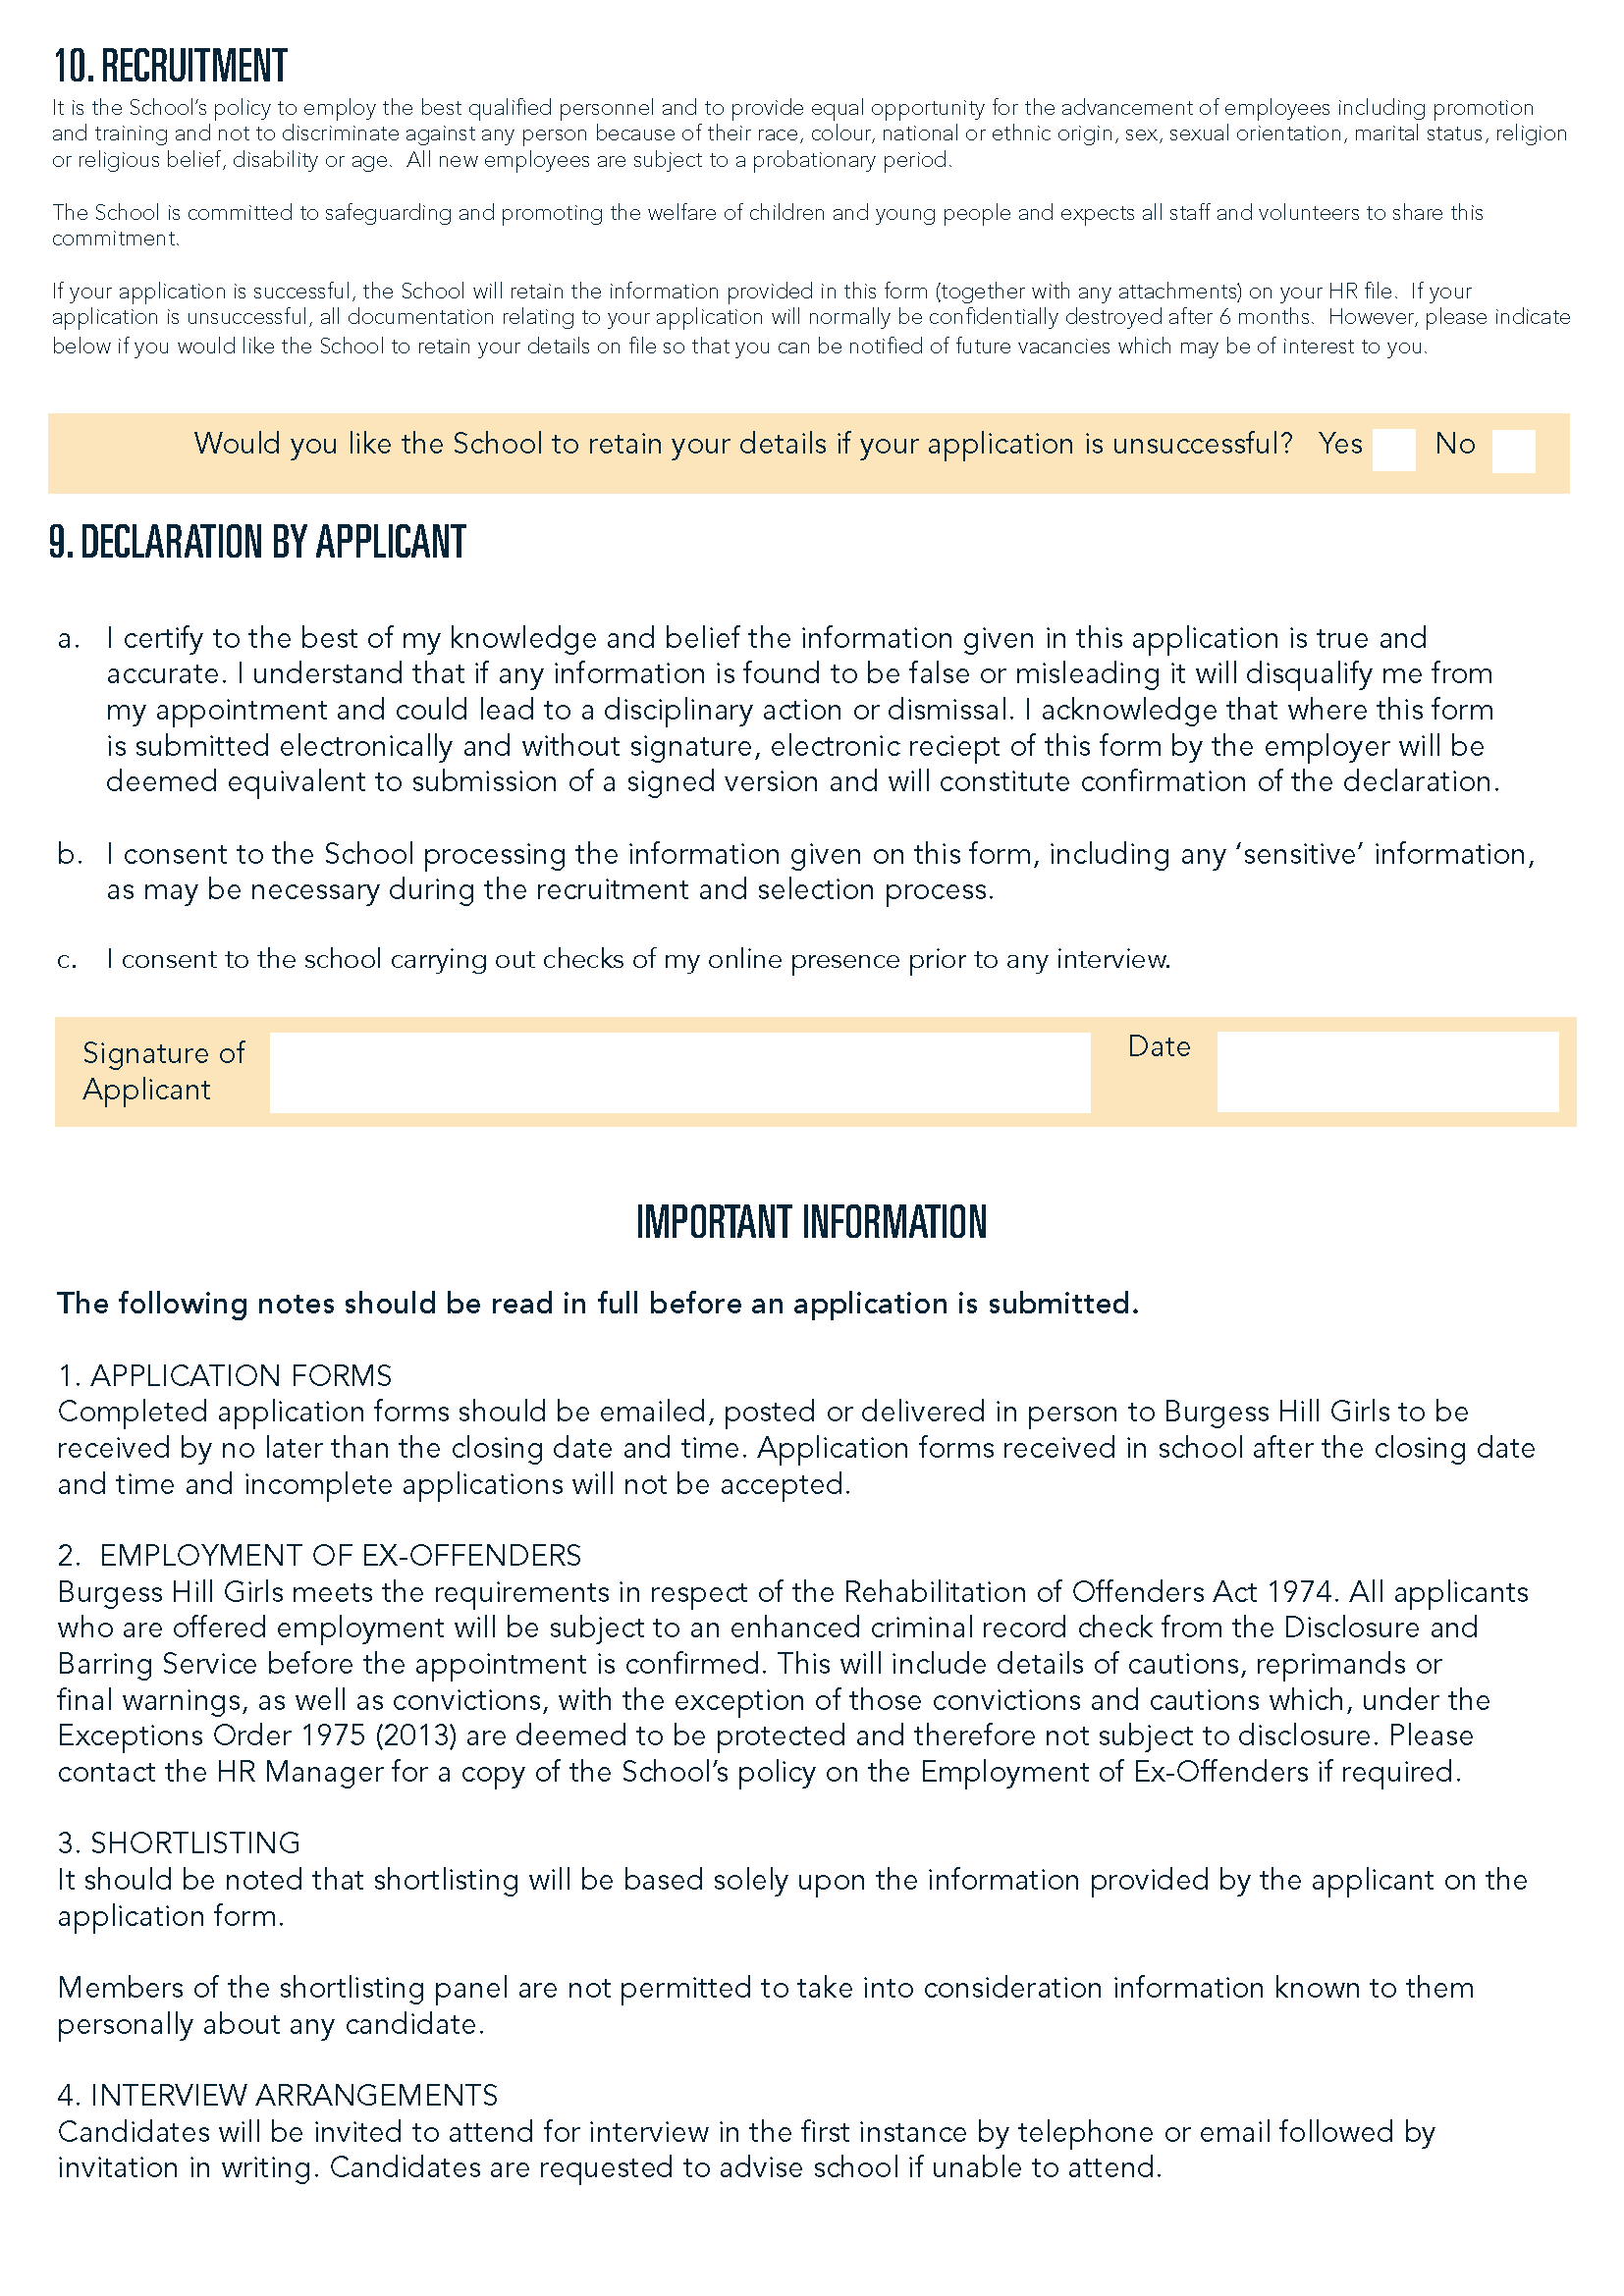 10. RECRUITMENT
It is the School's policy to employ the best qualified personnel and to provide equal opportunity for the advancement of employees including promotion
and training and not to discriminate against any person because of their race, colour, national or ethnic origin, sex, sexual orientation, marital status, religion
or religious belief, disability or age.  All new employees are subject to a probationary period.
The School is committed to safeguarding and promoting the welfare of children and young people and expects all staff and volunteers to share this
commitment.
If your application is successful, the School will retain the information provided in this form (together with any attachments) on your HR file.  If your
application is unsuccessful, all documentation relating to your application will normally be confidentially destroyed after 6 months.  However, please indicate
below if you would like the School to retain your details on file so that you can be notified of future vacancies which may be of interest to you.
Would you like the School to retain your details if your application is unsuccessful?   Yes   No
9. DECLARATION BY APPLICANT
a.   I certify to the best of my knowledge and belief the information given in this application is true and
accurate. I understand that if any information is found to be false or misleading it will disqualify me from
my appointment and could lead to a disciplinary action or dismissal. I acknowledge that where this form
is submitted electronically and without signature, electronic reciept of this form by the employer will be
deemed equivalent to submission of a signed version and will constitute confirmation of the declaration.
b.   I consent to the School processing the information given on this form, including any ‘sensitive’ information,
as may be necessary during the recruitment and selection process.
c.   I consent to the school carrying out checks of my online presence prior to any interview.
Signature of
Applicant
Date
IMPORTANT INFORMATION
The following notes should be read in full before an application is submitted.
1. APPLICATION FORMS
Completed application forms should be emailed, posted or delivered in person to Burgess Hill Girls to be
received by no later than the closing date and time. Application forms received in school after the closing date
and time and incomplete applications will not be accepted.
2.  EMPLOYMENT OF EX-OFFENDERS
Burgess Hill Girls meets the requirements in respect of the Rehabilitation of Offenders Act 1974. All applicants
who are offered employment will be subject to an enhanced criminal record check from the Disclosure and
Barring Service before the appointment is confirmed. This will include details of cautions, reprimands or
final warnings, as well as convictions, with the exception of those convictions and cautions which, under the
Exceptions Order 1975 (2013) are deemed to be protected and therefore not subject to disclosure. Please
contact the HR Manager for a copy of the School's policy on the Employment of Ex-Offenders if required.
3. SHORTLISTING
It should be noted that shortlisting will be based solely upon the information provided by the applicant on the
application form.
Members of the shortlisting panel are not permitted to take into consideration information known to them
personally about any candidate.
4. INTERVIEW ARRANGEMENTS
Candidates will be invited to attend for interview in the first instance by telephone or email followed by
invitation in writing. Candidates are requested to advise school if unable to attend.